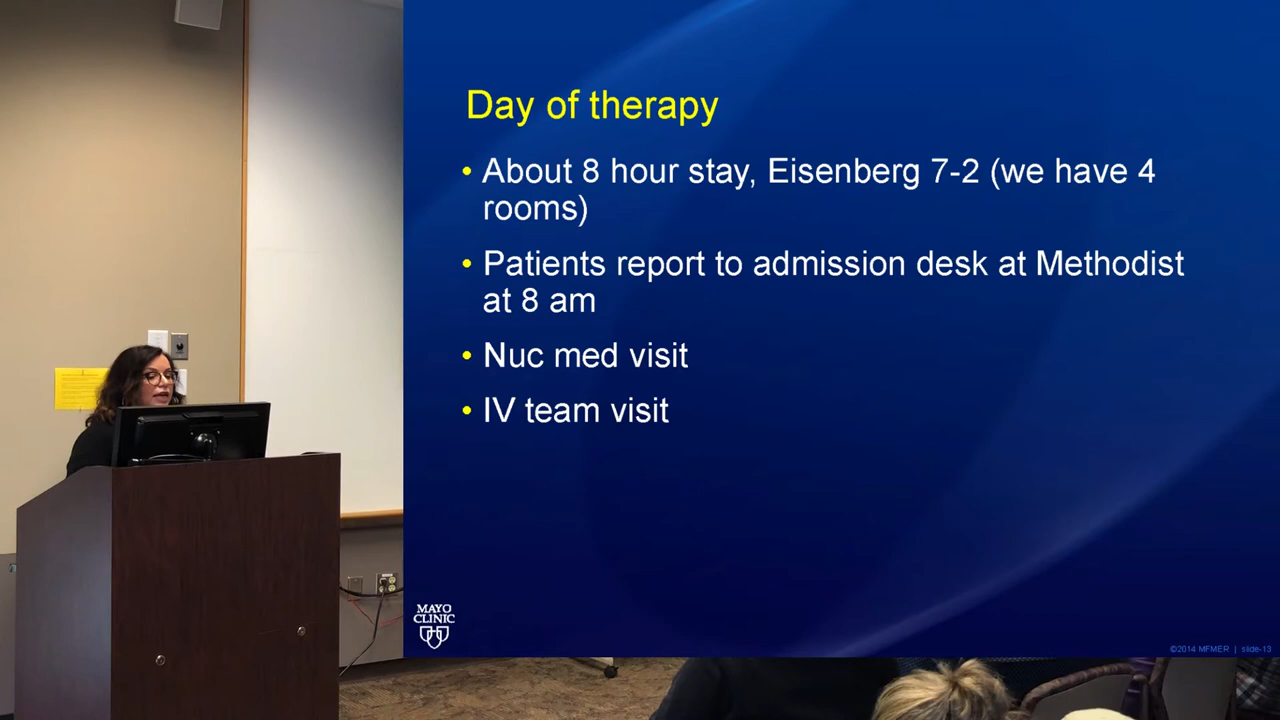 Day of therapy
• About 8 hour stay, Eisenberg 7-2 (we have 4
rooms)
• Patients report to admission desk at Methodist
at 8 am
• Nuc med visit
• IV team visit
MAYO
CLINIC
©2014 MFMER | slide-13